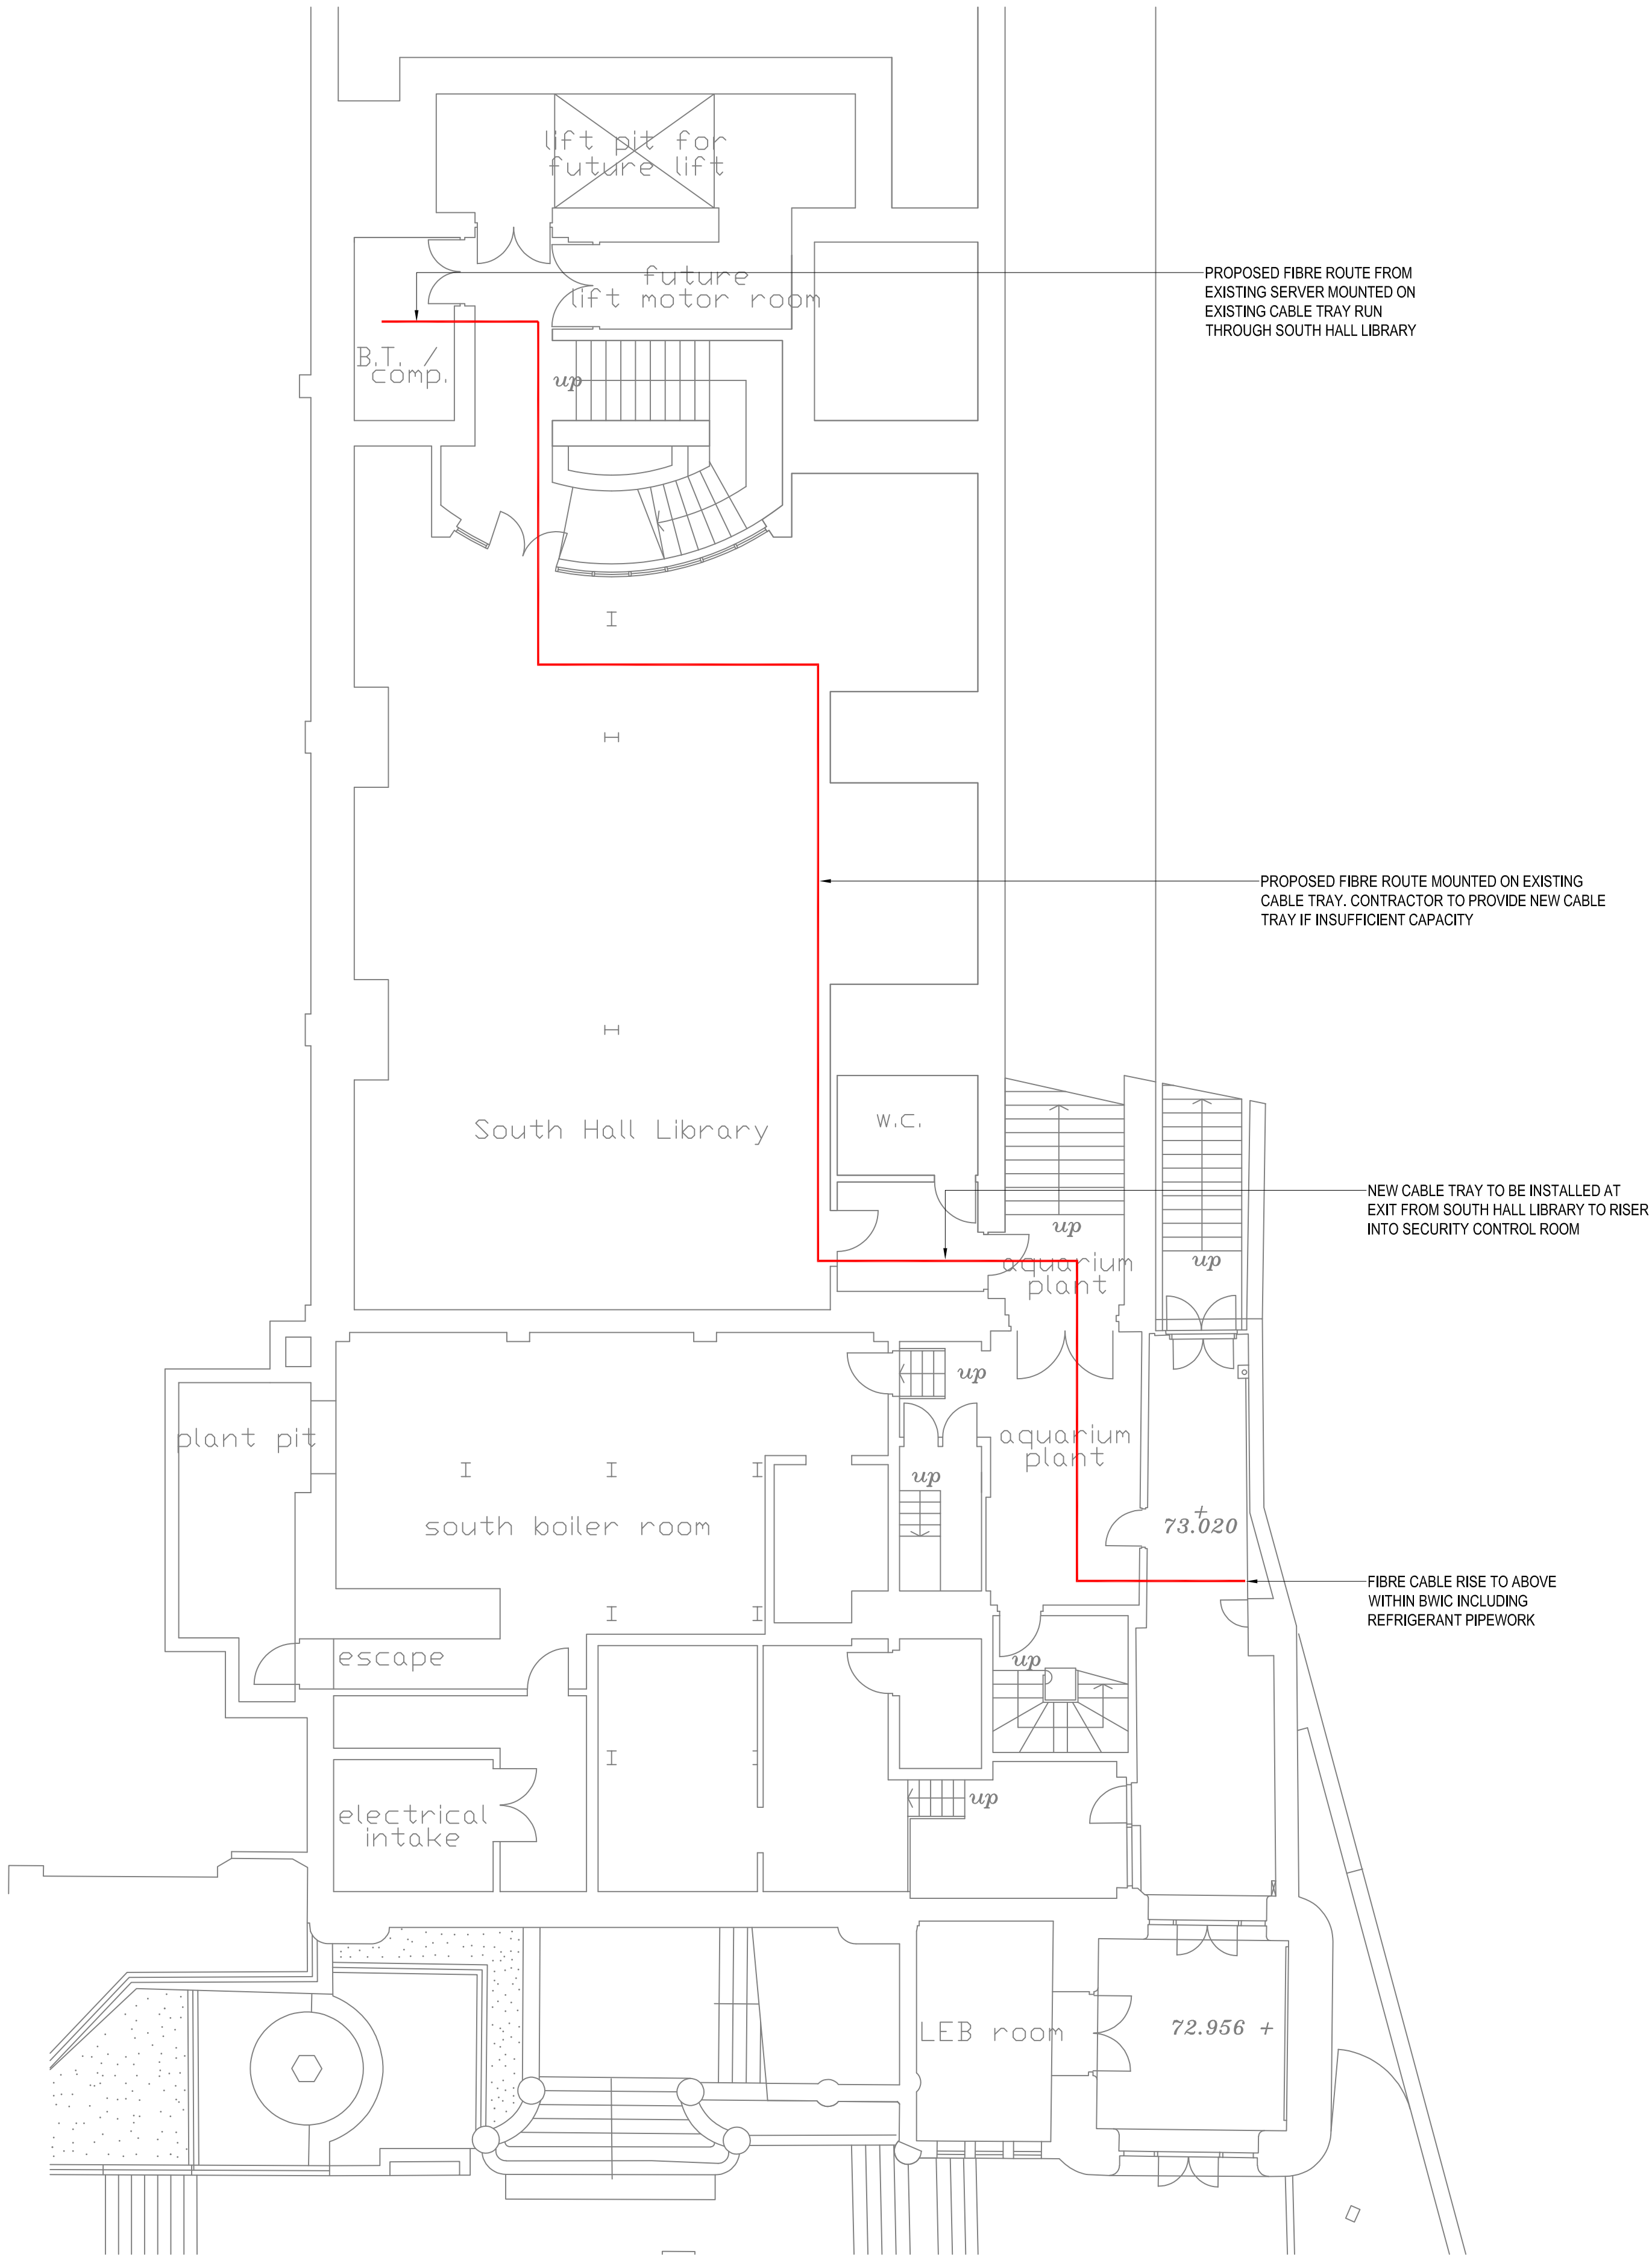 lift pit for
future lift
future
lift motor room
PROPOSED FIBRE ROUTE FROM
EXISTING SERVER MOUNTED ON
EXISTING CABLE TRAY RUN
THROUGH SOUTH HALL LIBRARY
B.T. /
comp.
up
PROPOSED FIBRE ROUTE MOUNTED ON EXISTING
CABLE TRAY. CONTRACTOR TO PROVIDE NEW CABLE
TRAY IF INSUFFICIENT CAPACITY
South Hall Library
w.c.
NEW CABLE TRAY TO BE INSTALLED AT
EXIT FROM SOUTH HALL LIBRARY TO RISER
INTO SECURITY CONTROL ROOM
up
up
aquarium
plant
up
plant pit
aquarium
plant
up
south boiler room
73.020
FIBRE CABLE RISE TO ABOVE
WITHIN BWIC INCLUDING
REFRIGERANT PIPEWORK
escape
up
electrical
intake
up
LEB room
72.956 +